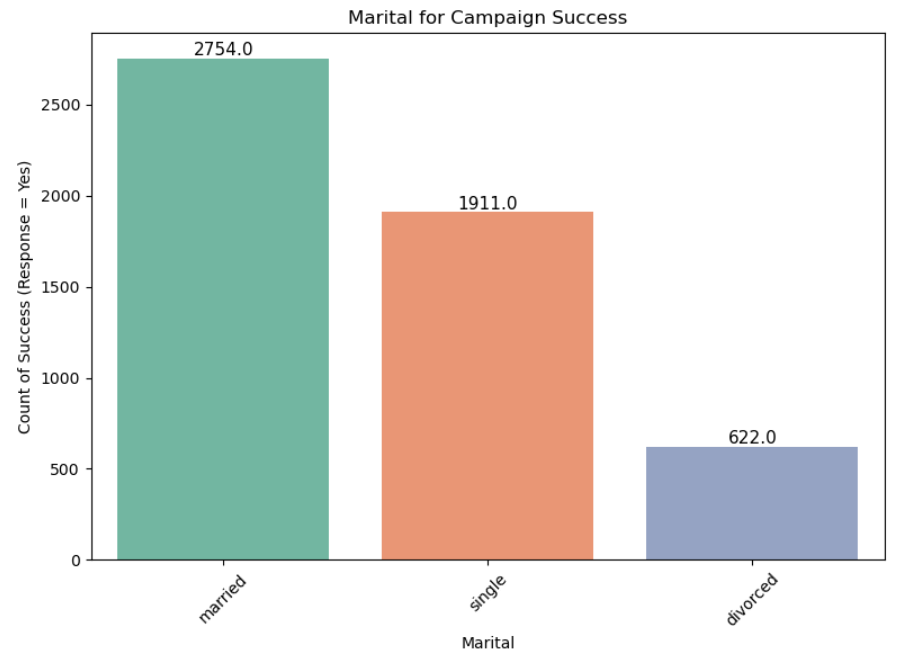 Marital for Campaign Success
2754.0
1911.0
622.0
Count of Success (Response = Yes)
2500
2000
1500
1000
500
0
married
single
divorced
Marital